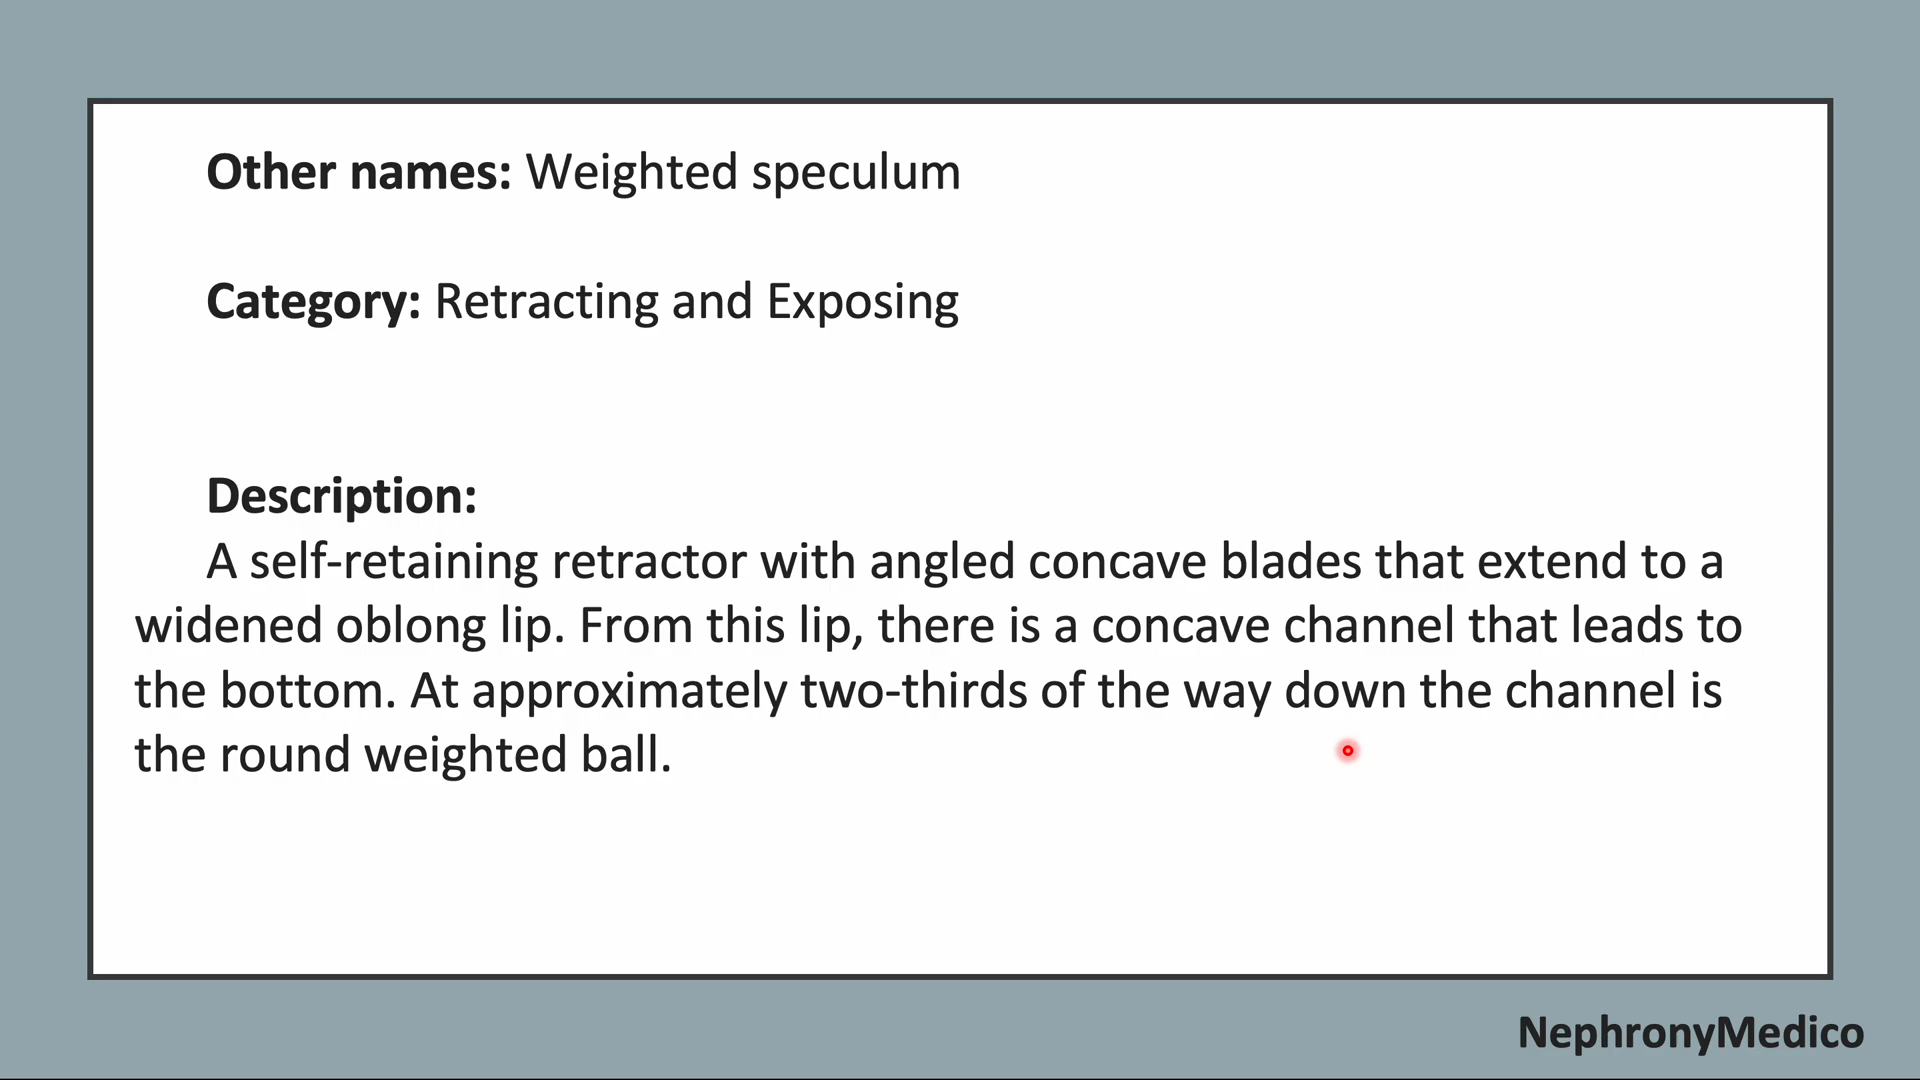 Other names: Weighted speculum
Category: Retracting and Exposing
Description:
A self-retaining retractor with angled concave blades that extend to a
widened oblong lip. From this lip, there is a concave channel that leads to
the bottom. At approximately two-thirds of the way down the channel is
the round weighted ball.
NephronyMedico